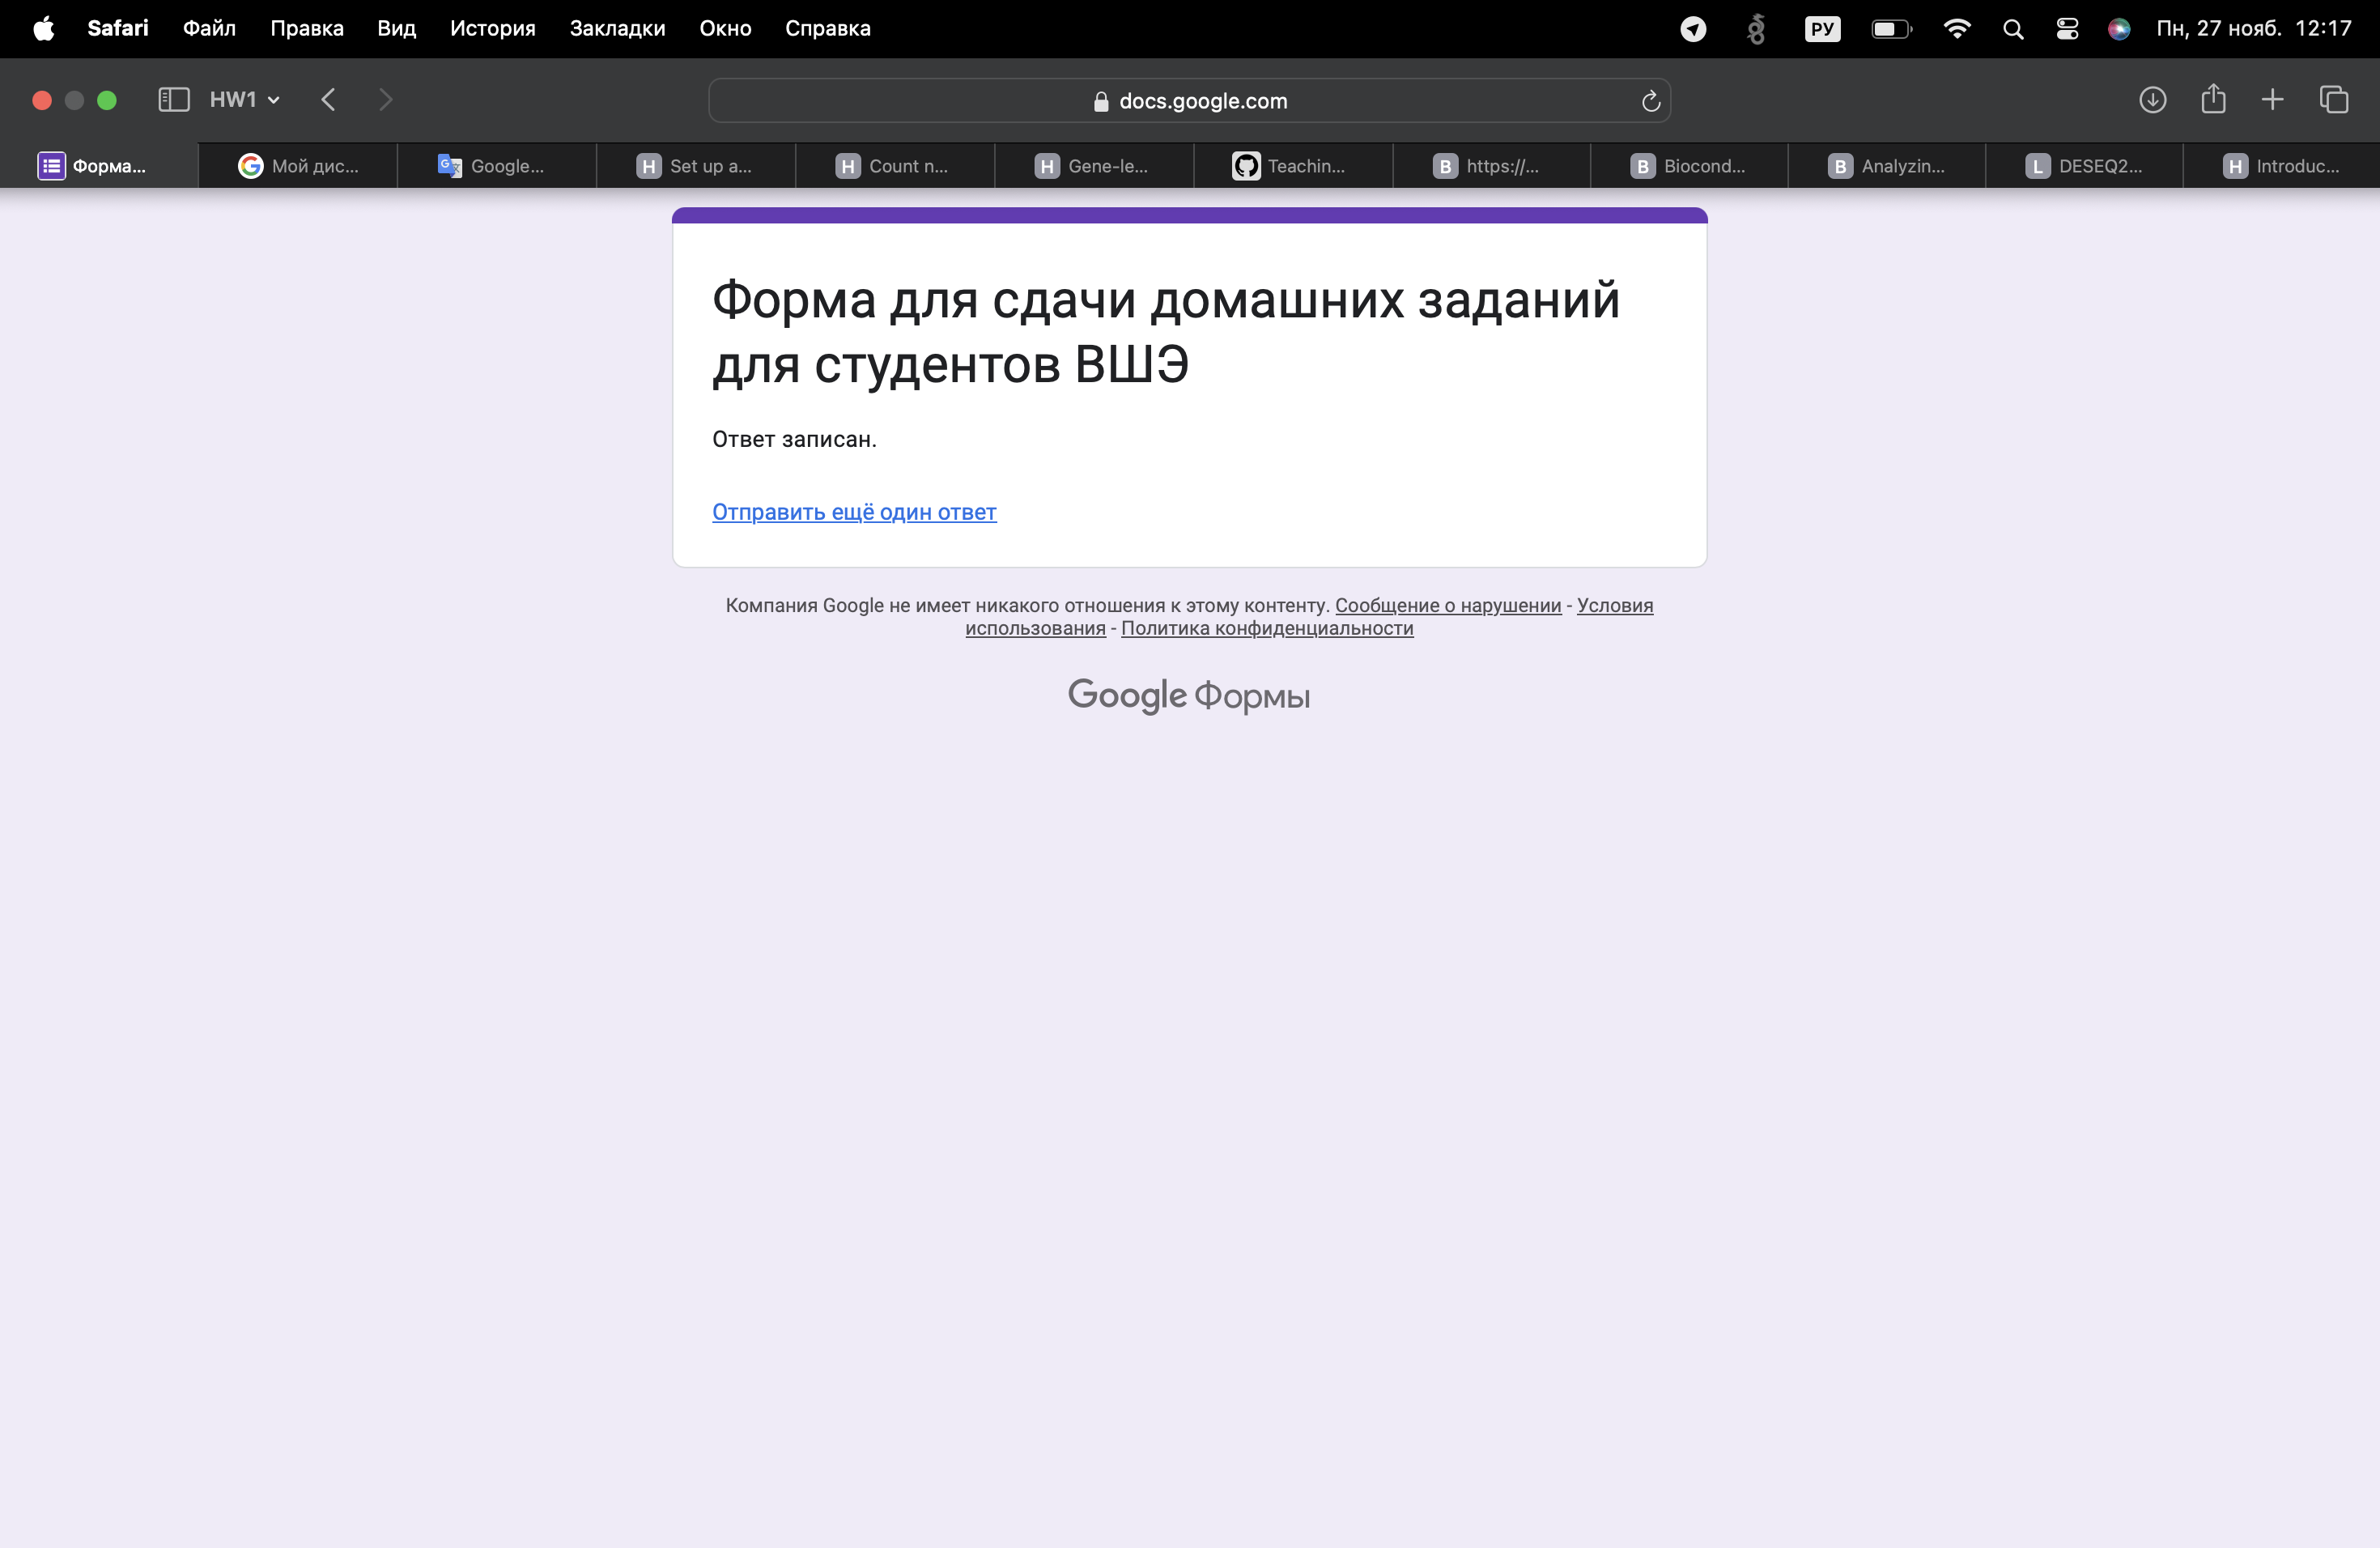 Safari Файл Правка Вид История Закладки Окно Справка РУ Пн, 27 нояб. 12:17
HW1 docs.google.com
Форма... Мой дис... Google... Set up a... Count n... Gene-le... Teachin... https://... Biocond... Analyzin... DESEQ2... Introduc...
Форма для сдачи домашних заданий
для студентов ВШЭ
Ответ записан.
Отправить ещё один ответ
Компания Google не имеет никакого отношения к этому контенту. Сообщение о нарушении - Условия
использования - Политика конфиденциальности
Google Формы